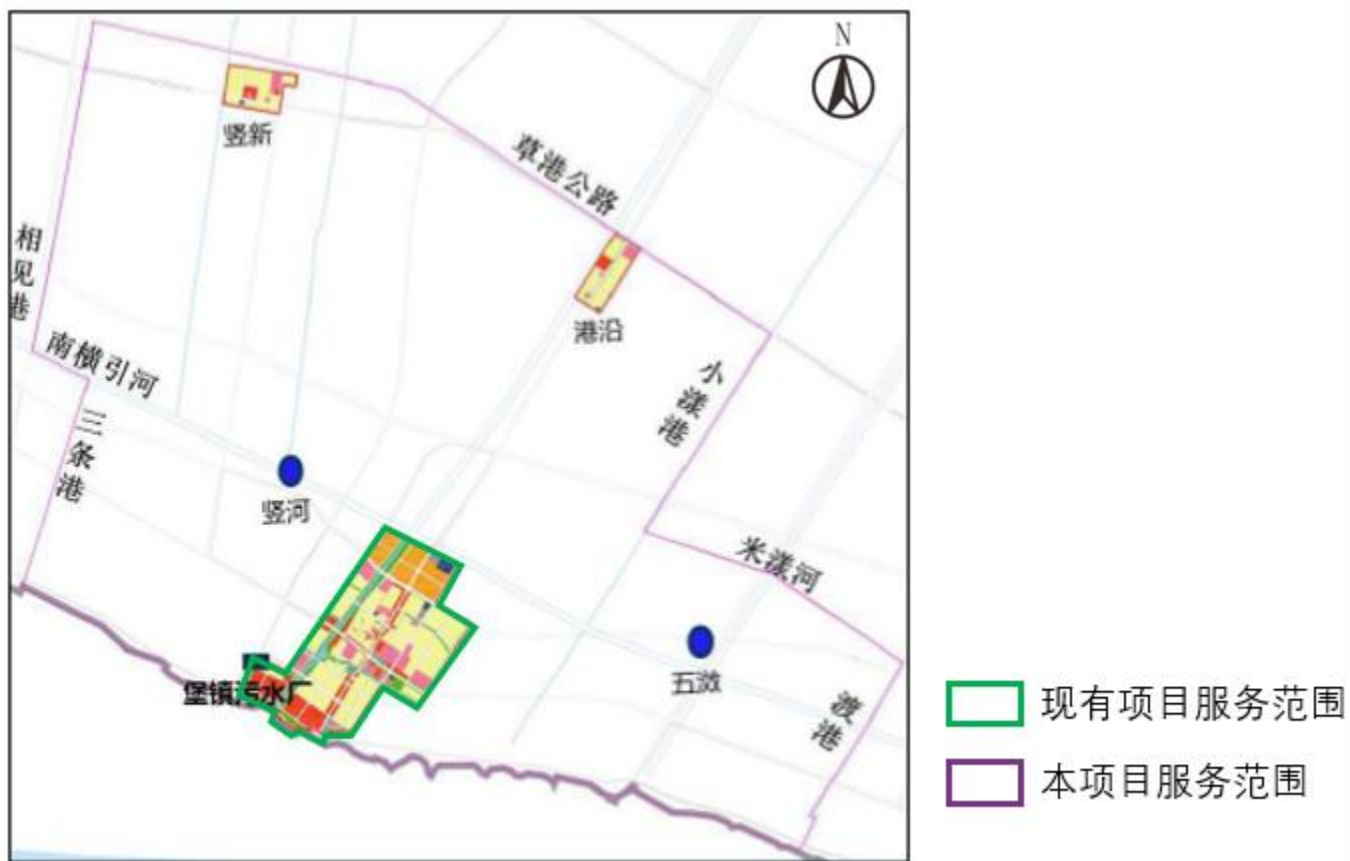 N
竖新
草港公路
相见港
港沿
南横引河
小漾港
三条港
竖河
米漾河
五滧
堡镇污水厂
渡港
现有项目服务范围
本项目服务范围